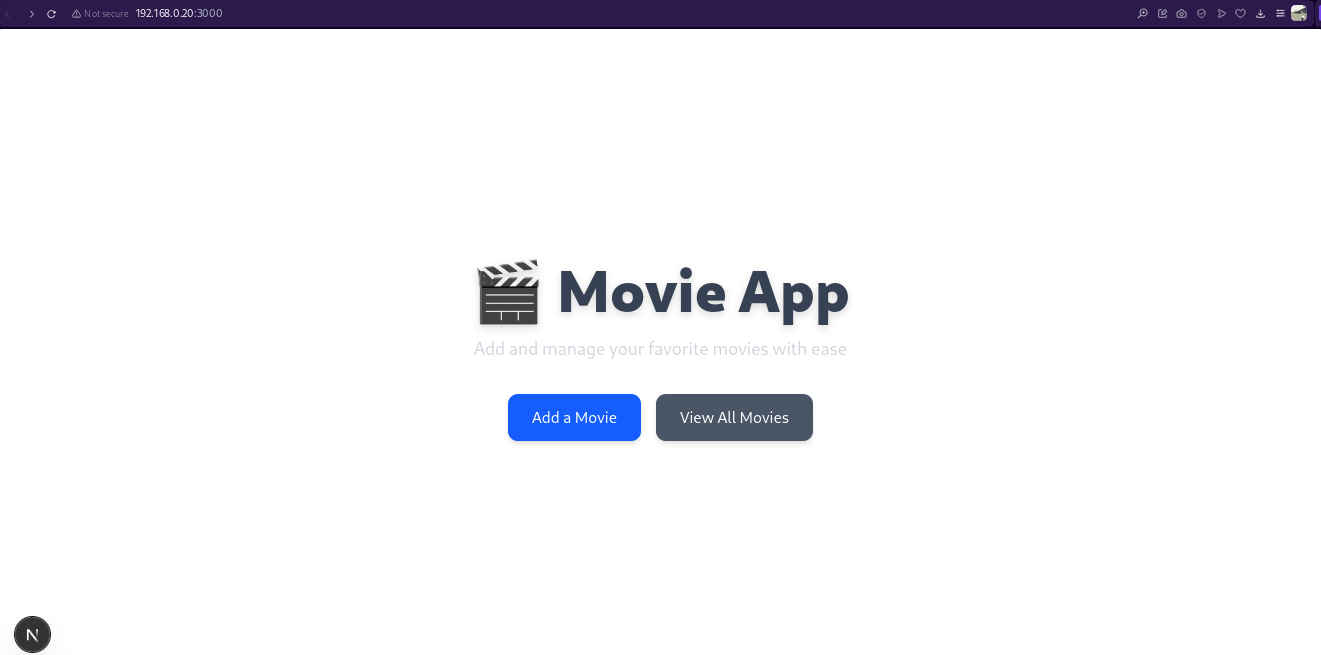 Not secure 192.168.0.20:3000
🎬 Movie App
Add and manage your favorite movies with ease
Add a Movie View All Movies
N